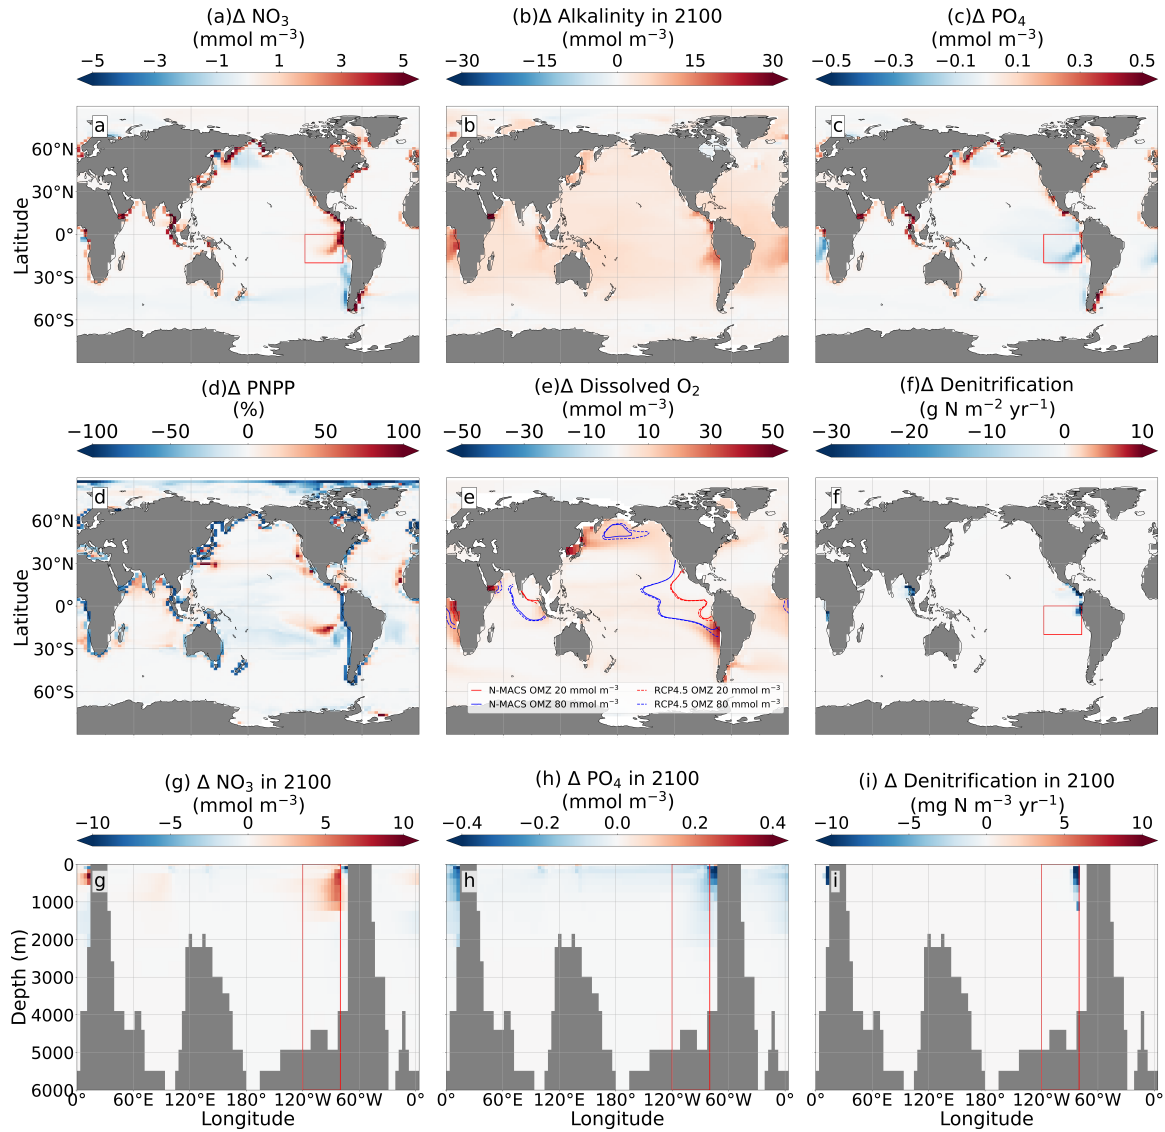 (a)Δ NO₃
(mmol m⁻³)
−5 −3 −1 1 3 5
(b)Δ Alkalinity in 2100
(mmol m⁻³)
−30 −15 0 15 30
(c)Δ PO₄
(mmol m⁻³)
−0.5 −0.3 −0.1 0.1 0.3 0.5
a
b
c
Latitude
60°N
30°N
0°
30°S
60°S
(d)Δ PNPP
(%)
−100 −50 0 50 100
(e)Δ Dissolved O₂
(mmol m⁻³)
−50 −30 −10 10 30 50
(f)Δ Denitrification
(g N m⁻² yr⁻¹)
−30 −20 −10 0 10
d
e
f
Latitude
60°N
30°N
0°
30°S
60°S
N-MACS OMZ 20 mmol m⁻³
N-MACS OMZ 80 mmol m⁻³
RCP4.5 OMZ 20 mmol m⁻³
RCP4.5 OMZ 80 mmol m⁻³
(g) Δ NO₃ in 2100
(mmol m⁻³)
−10 −5 0 5 10
(h) Δ PO₄ in 2100
(mmol m⁻³)
−0.4 −0.2 0.0 0.2 0.4
(i) Δ Denitrification in 2100
(mg N m⁻³ yr⁻¹)
−10 −5 0 5 10
g
h
i
Depth (m)
0
1000
2000
3000
4000
5000
6000
0° 60°E 120°E 180° 120°W 60°W 0°
Longitude
0° 60°E 120°E 180° 120°W 60°W 0°
Longitude
0° 60°E 120°E 180° 120°W 60°W 0°
Longitude